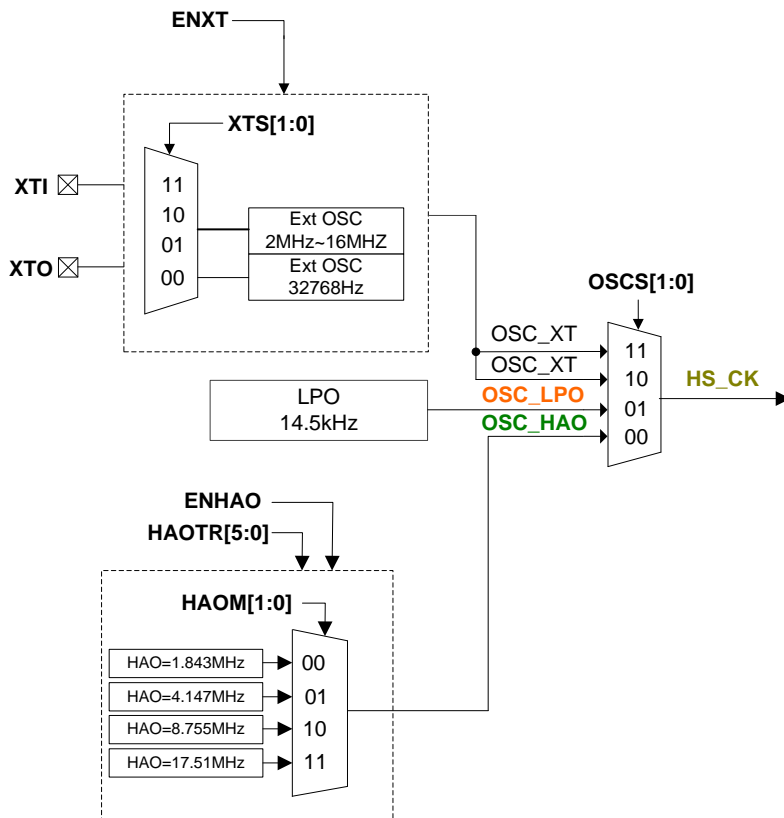 ENXT
XTS[1:0]
XTI
11
10
01
00
XTO
Ext OSC
2MHz~16MHZ
Ext OSC
32768Hz
OSCS[1:0]
OSC_XT
OSC_XT
OSC_LPO
OSC_HAO
11
10
01
00
HS_CK
LPO
14.5kHz
ENHAO
HAOTR[5:0]
HAOM[1:0]
HAO=1.843MHz
00
HAO=4.147MHz
01
HAO=8.755MHz
10
HAO=17.51MHz
11